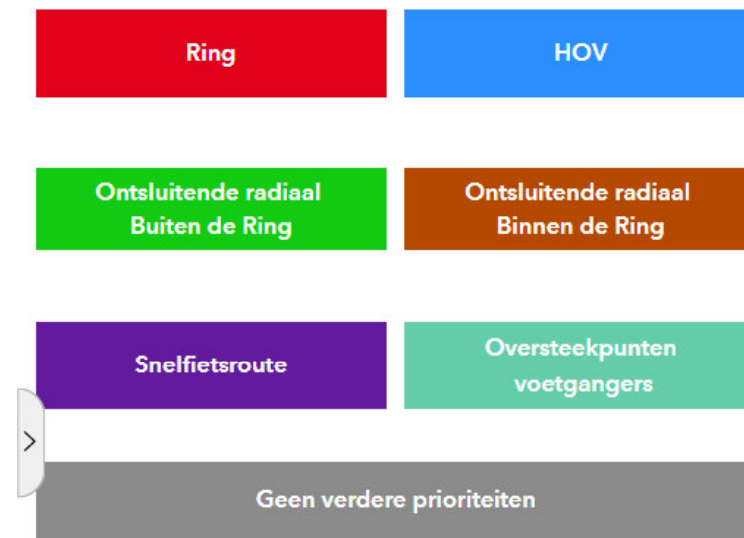 Ring
HOV
Ontsluitende radiaal
Buiten de Ring
Ontsluitende radiaal
Binnen de Ring
Snelfietsroute
Oversteekpunten
voetgangers
Geen verdere prioriteiten